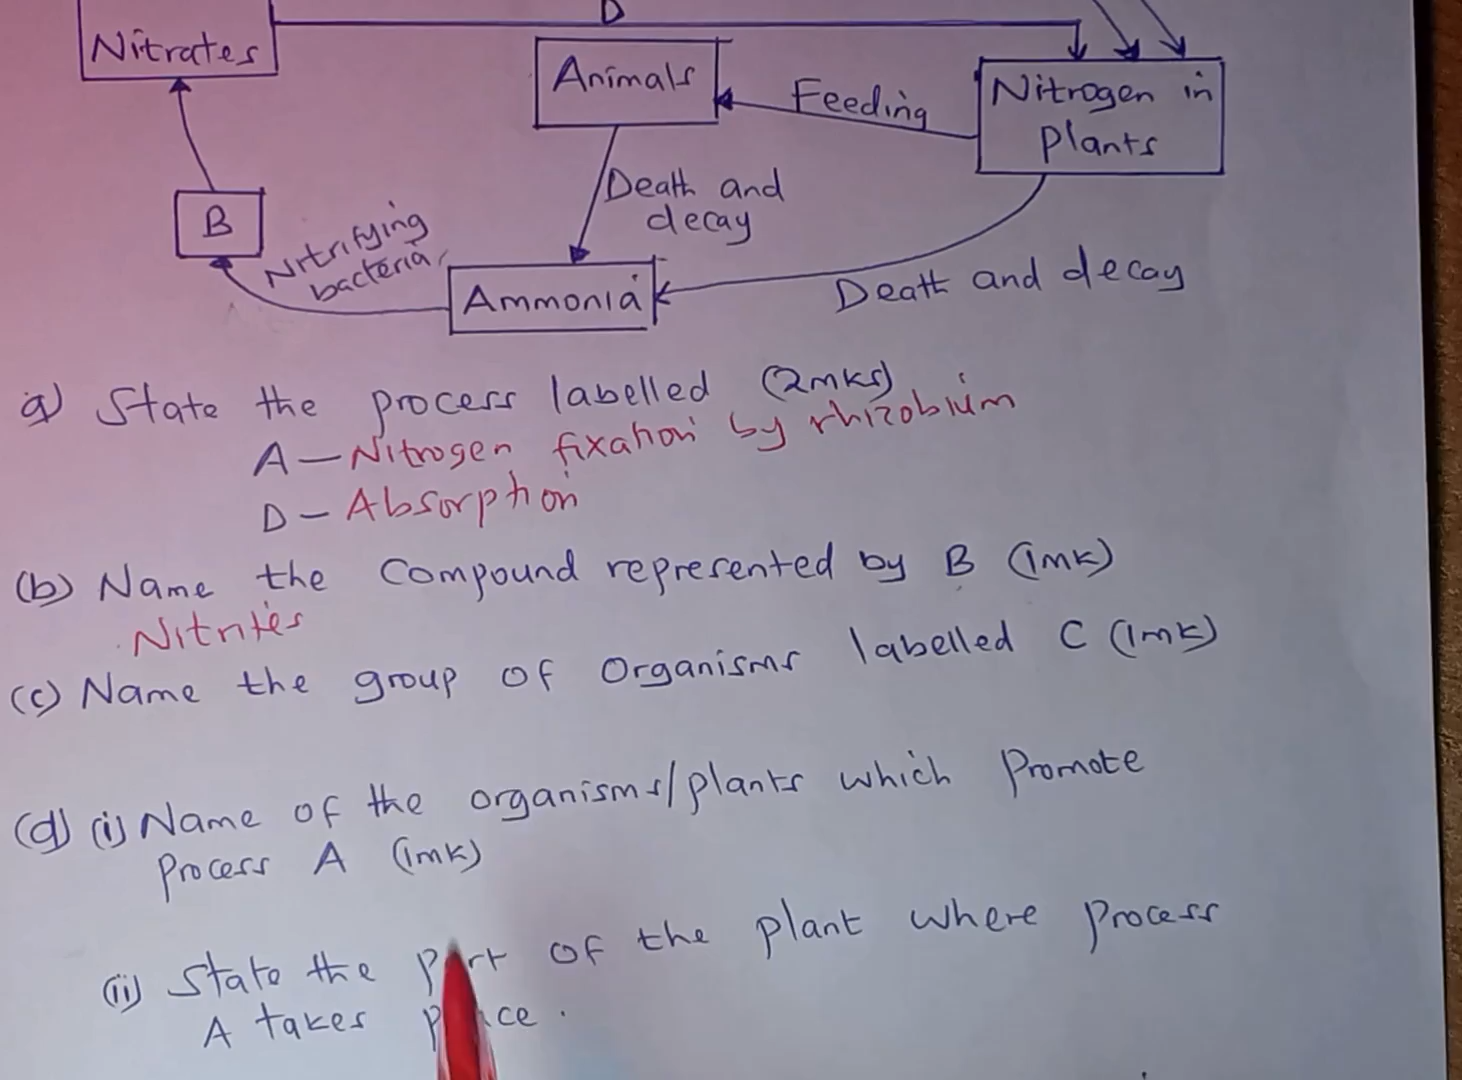 D
Nitrates
Animals
Feeding
Nitrogen in
plants
Death and
decay
B
Nitrifying
bacteria
Ammonia
Death and decay
a) State the process labelled (2mks)
A - Nitrogen fixation by rhizobium
D - Absorption
(b) Name the compound represented by B (1mk)
Nitrites
(c) Name the group of organisms labelled C (1mk)
(d) (i) Name of the organisms/plants which promote
process A (1mk)
(ii) State the part of the plant where process
A takes place.